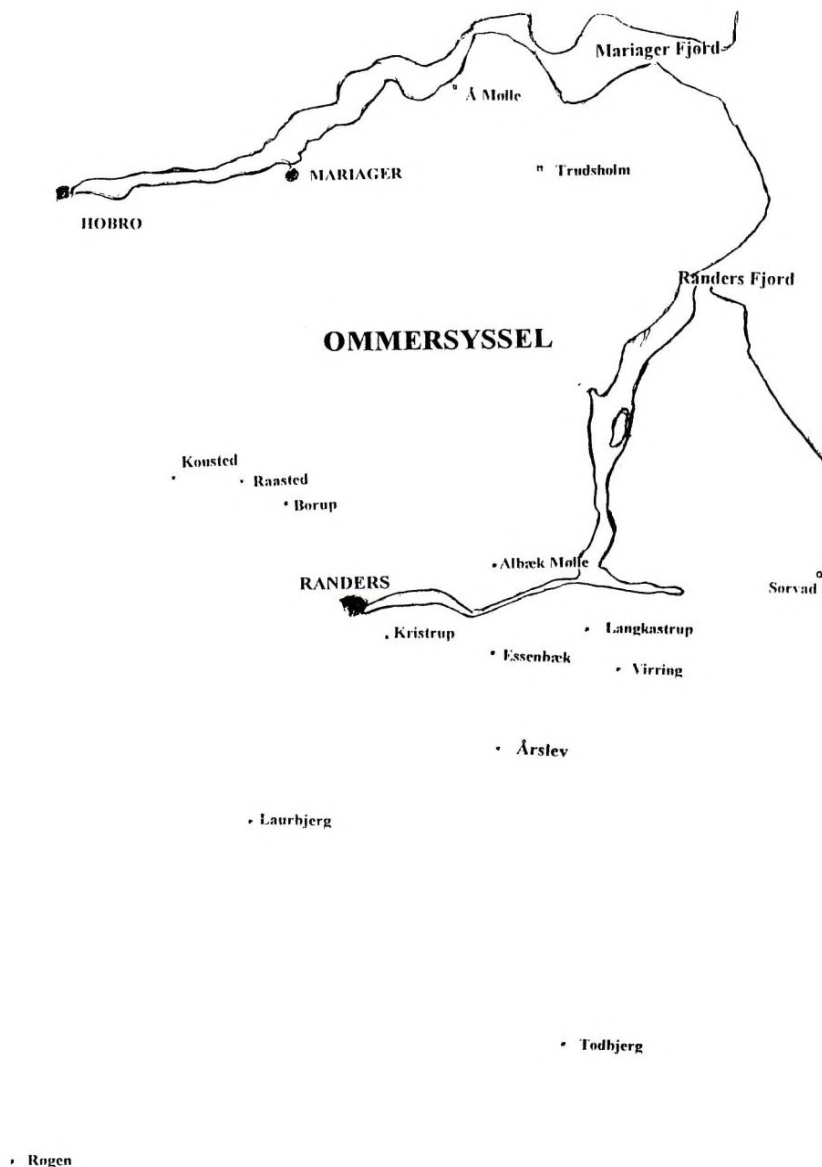 Mariager Fjord
Å Mølle
MARIAGER
Trudsholm
HOBRO
Randers Fjord
OMMERSYSSEL
Kousted
Raasted
Borup
Albæk Mølle
RANDERS
Sorvad
Kristrup
Langkastrup
Essenbæk
Virring
Årslev
Laurbjerg
Todbjerg
Røgen